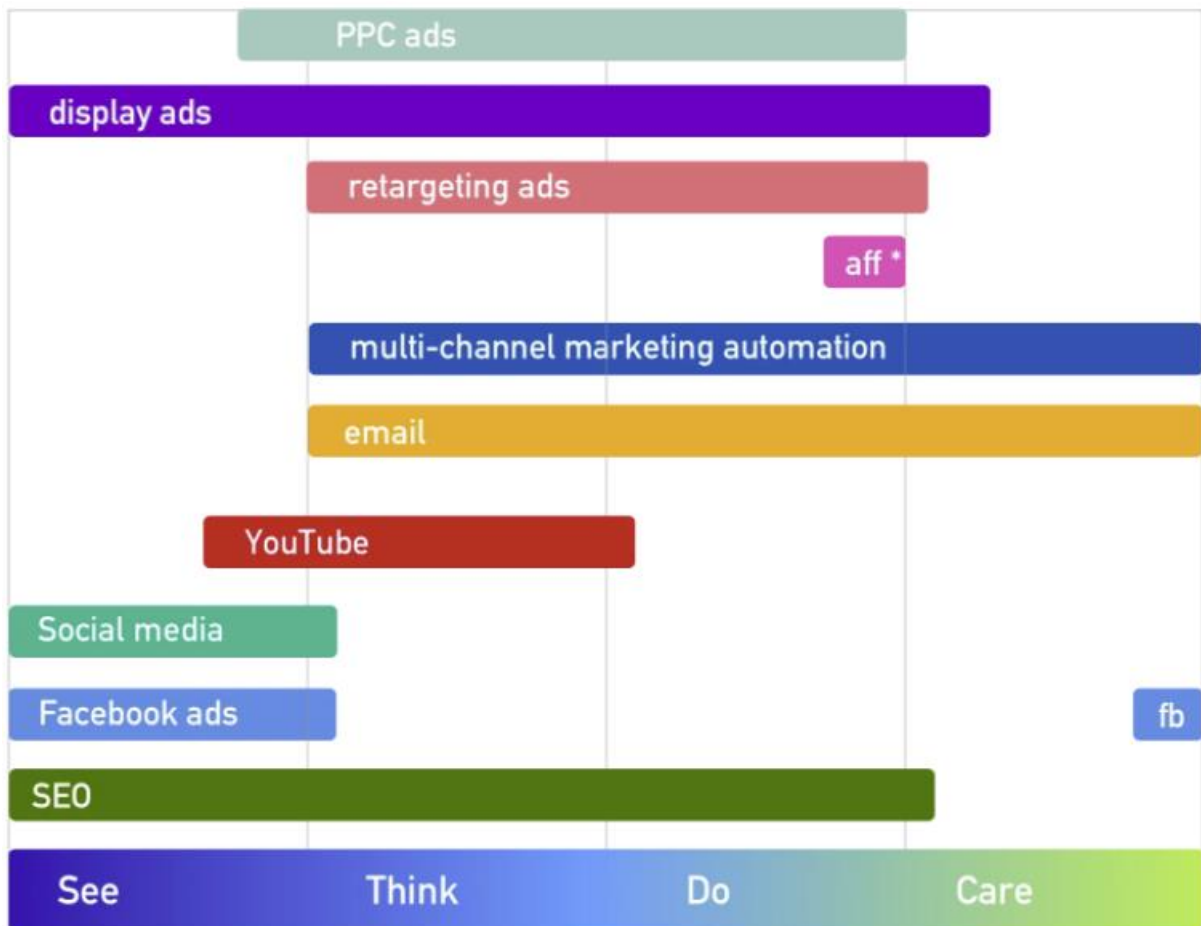 PPC ads
display ads
retargeting ads
aff *
multi-channel marketing automation
email
YouTube
Social media
Facebook ads
fb
SEO
See Think Do Care